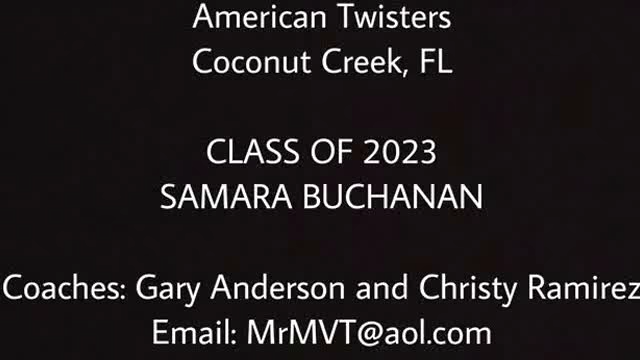 American Twisters
Coconut Creek, FL
CLASS OF 2023
SAMARA BUCHANAN
Coaches: Gary Anderson and Christy Ramirez
Email: MrMVT@aol.com